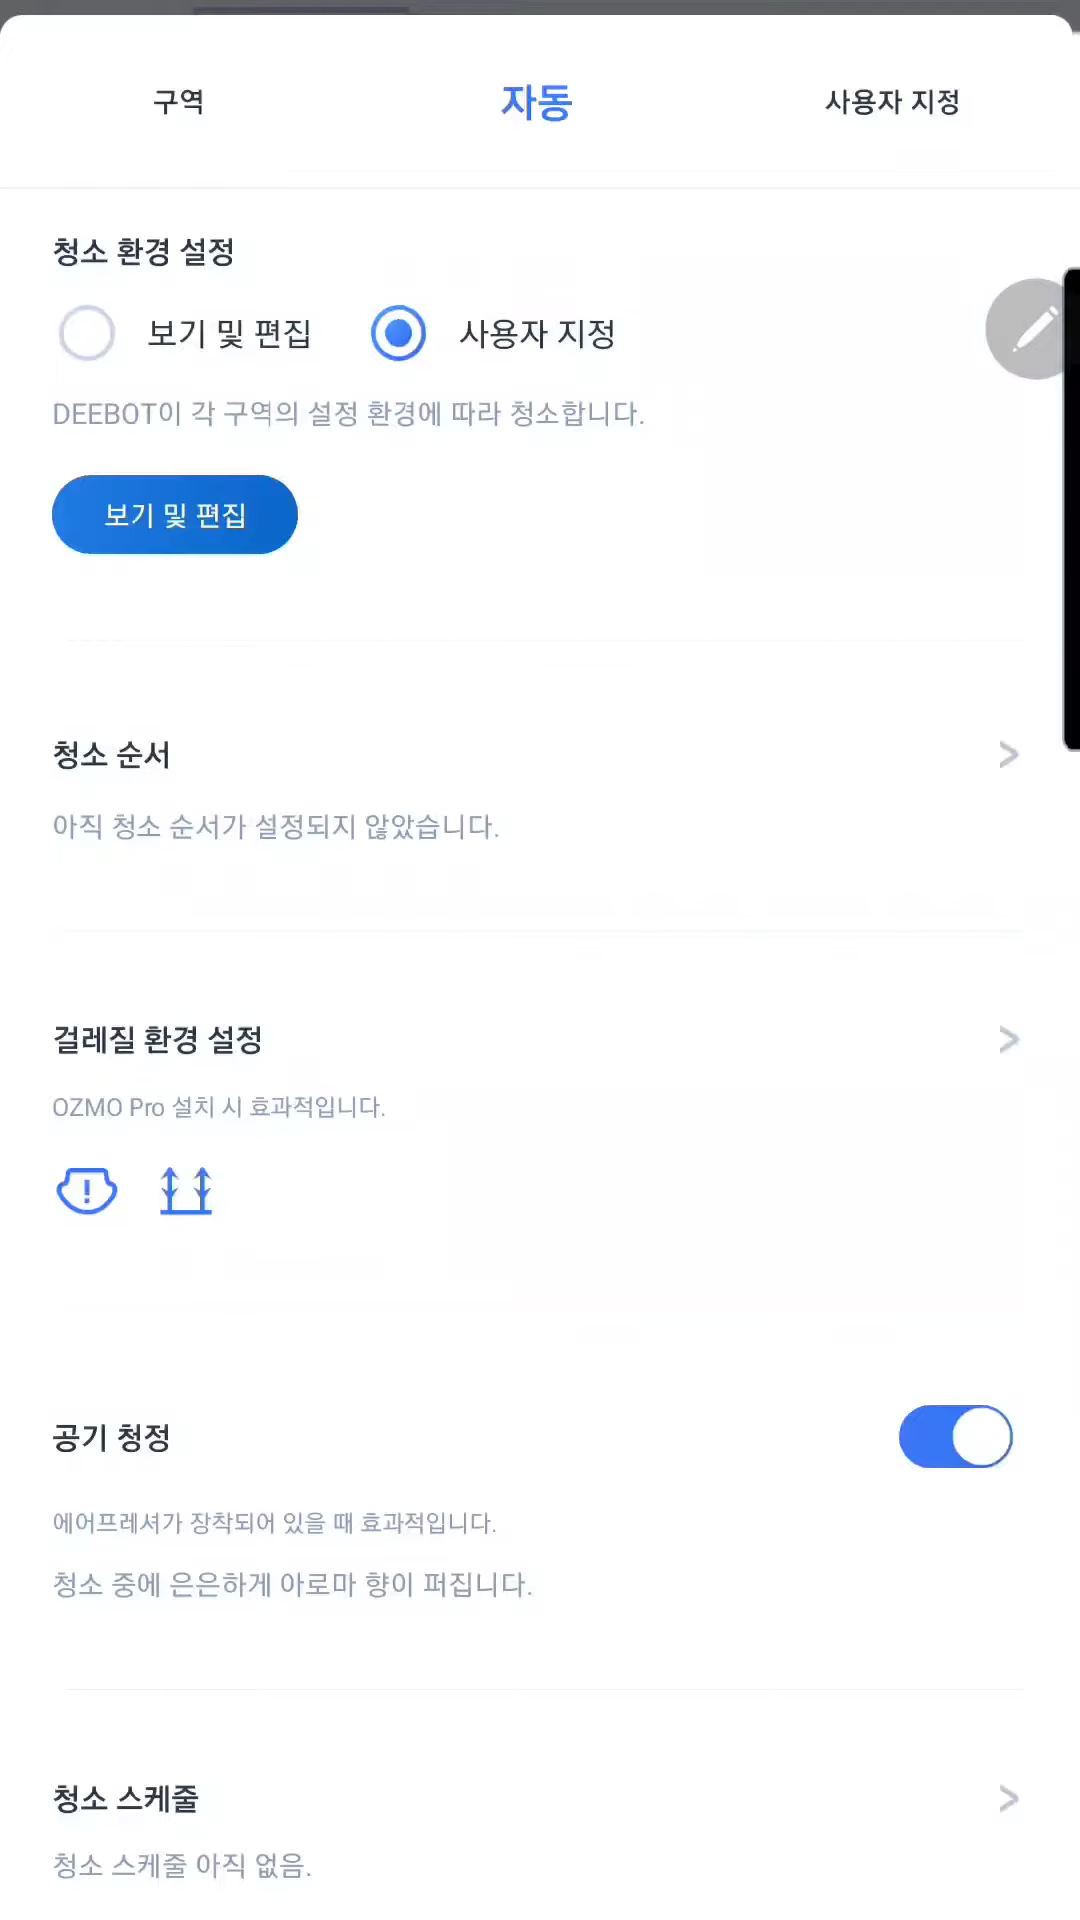 구역
자동
사용자 지정
청소 환경 설정
보기 및 편집
사용자 지정
DEEBOT이 각 구역의 설정 환경에 따라 청소합니다.
보기 및 편집
청소 순서
아직 청소 순서가 설정되지 않았습니다.
걸레질 환경 설정
OZMO Pro 설치 시 효과적입니다.
공기 청정
에어프레셔가 장착되어 있을 때 효과적입니다.
청소 중에 은은하게 아로마 향이 퍼집니다.
청소 스케줄
청소 스케줄 아직 없음.